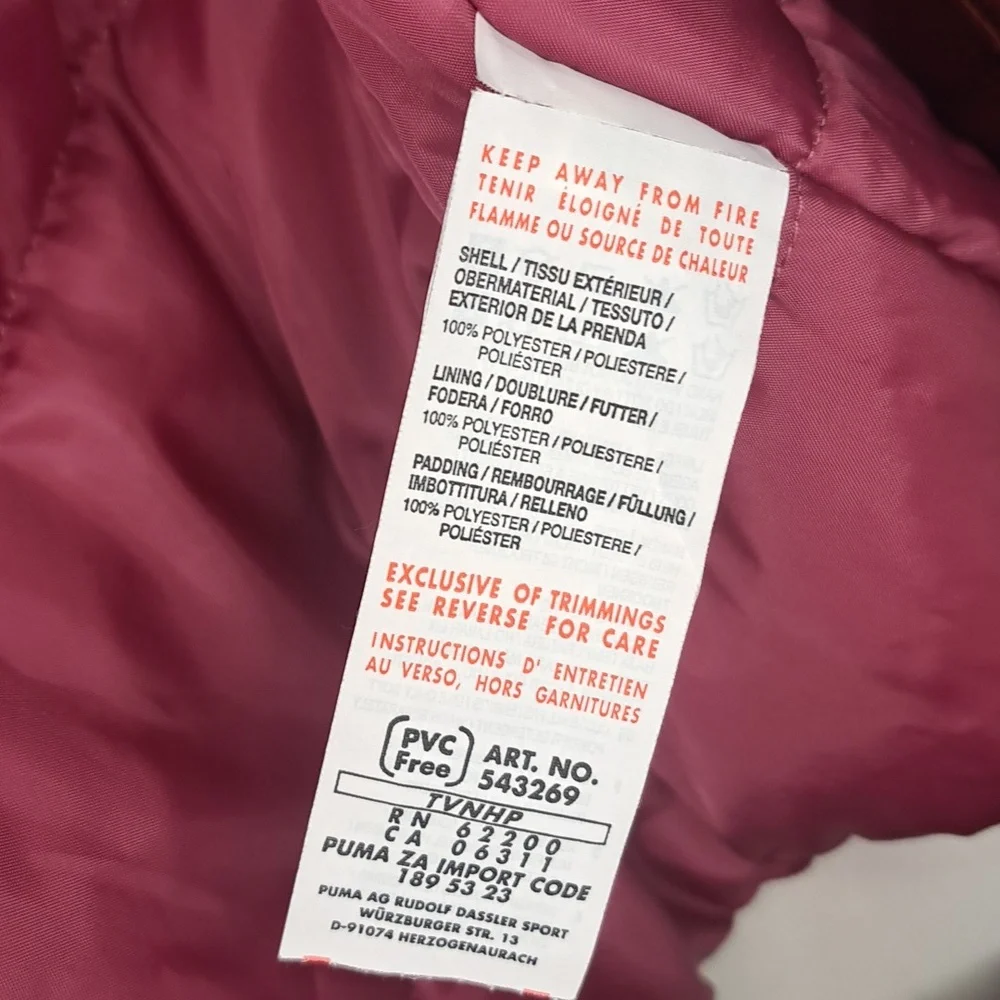 KEEP AWAY FROM FIRE
TENIR ÉLOIGNÉ DE TOUTE
FLAMME OU SOURCE DE CHALEUR
SHELL / TISSU EXTÉRIEUR /
OBERMATERIAL / TESSUTO /
EXTERIOR DE LA PRENDA
100% POLYESTER / POLIESTERE /
POLIÉSTER
LINING / DOUBLURE / FUTTER /
FODERA / FORRO
100% POLYESTER / POLIESTERE /
POLIÉSTER
PADDING / REMBOURRAGE / FÜLLUNG /
IMBOTTITURA / RELLENO
100% POLYESTER / POLIESTERE /
POLIÉSTER
EXCLUSIVE OF TRIMMINGS
SEE REVERSE FOR CARE
INSTRUCTIONS D' ENTRETIEN
AU VERSO, HORS GARNITURES
PVC
Free
ART. NO.
543269
TVNHP
RN 62200
CA 06311
PUMA ZA IMPORT CODE
189 53 23
PUMA AG RUDOLF DASSLER SPORT
WÜRZBURGER STR. 13
D-91074 HERZOGENAURACH